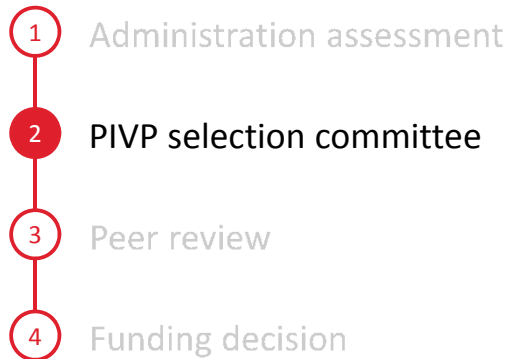 1 Administration assessment
2 PIVP selection committee
3 Peer review
4 Funding decision